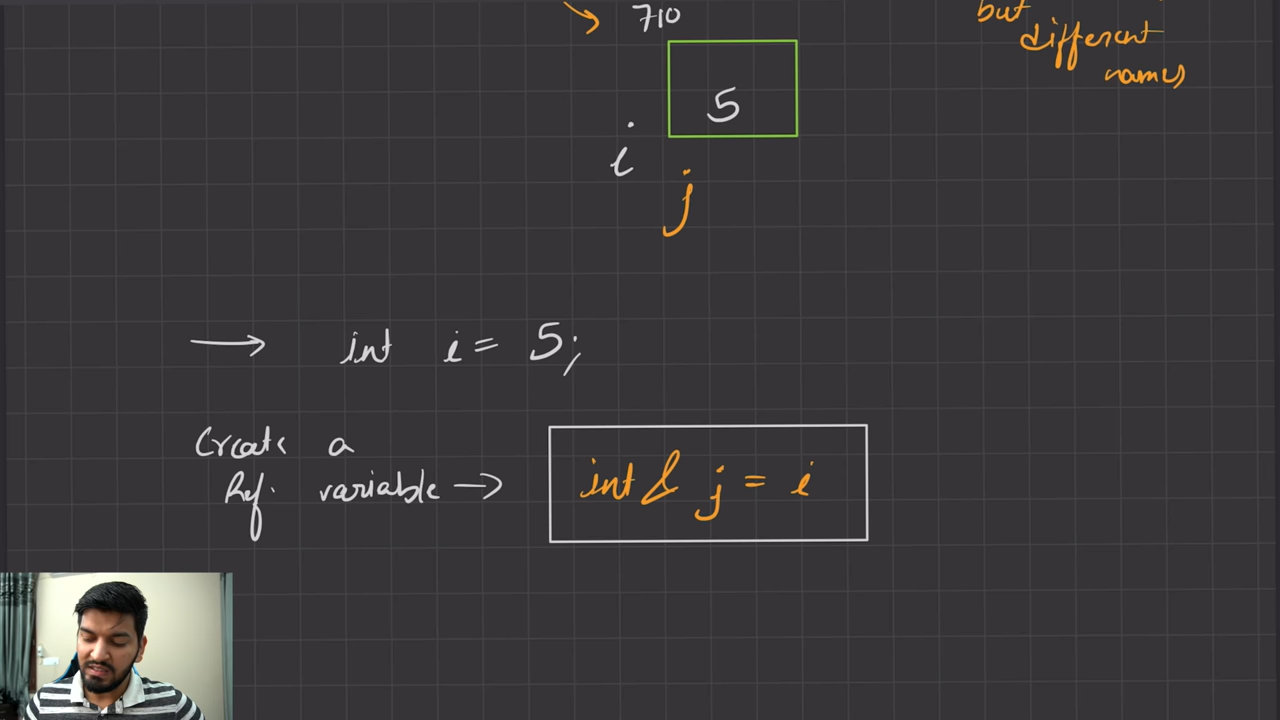 710
but
different
names
5
i
j
int i = 5;
Create a
Ref. variable →
int& j = i